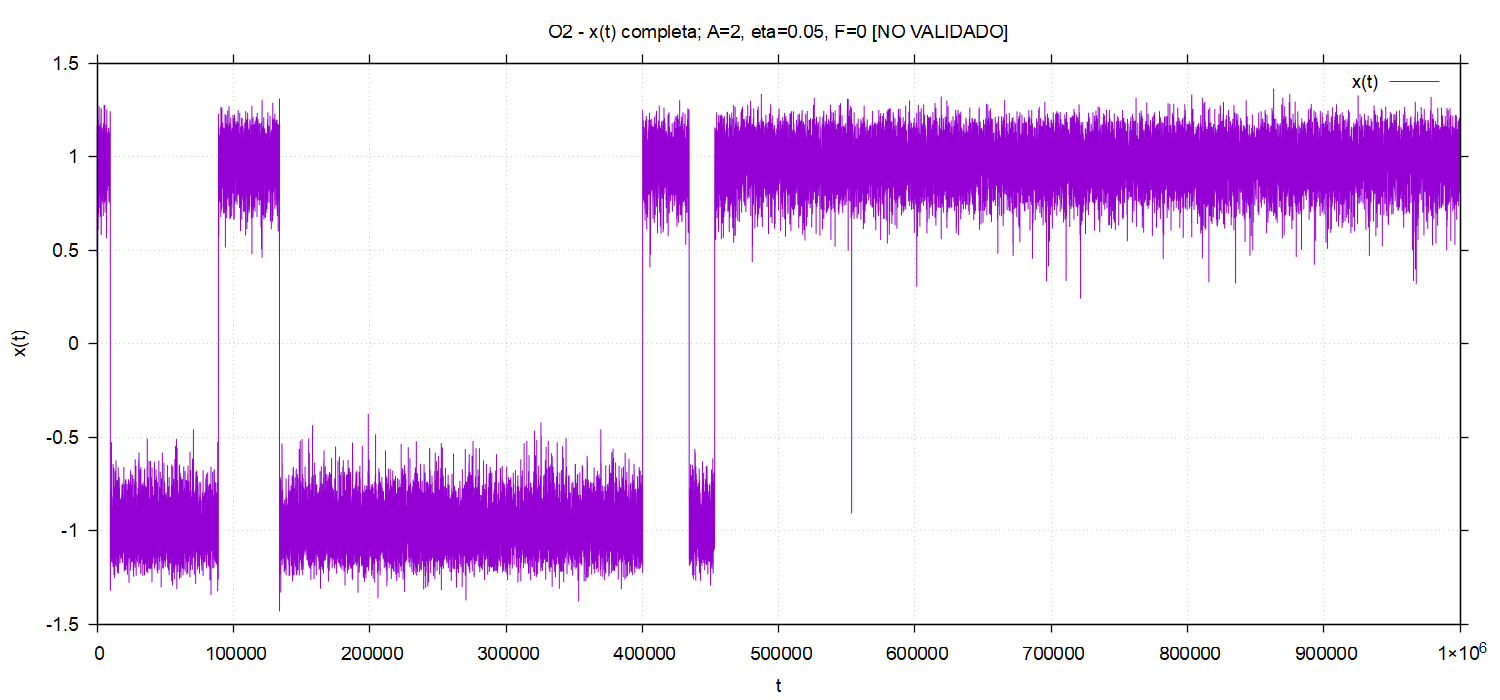 O2 - x(t) completa; A=2, eta=0.05, F=0 [NO VALIDADO]
x(t)
1.5
1
0.5
0
-0.5
-1
-1.5
x(t)
0 100000 200000 300000 400000 500000 600000 700000 800000 900000 1×10⁶
t